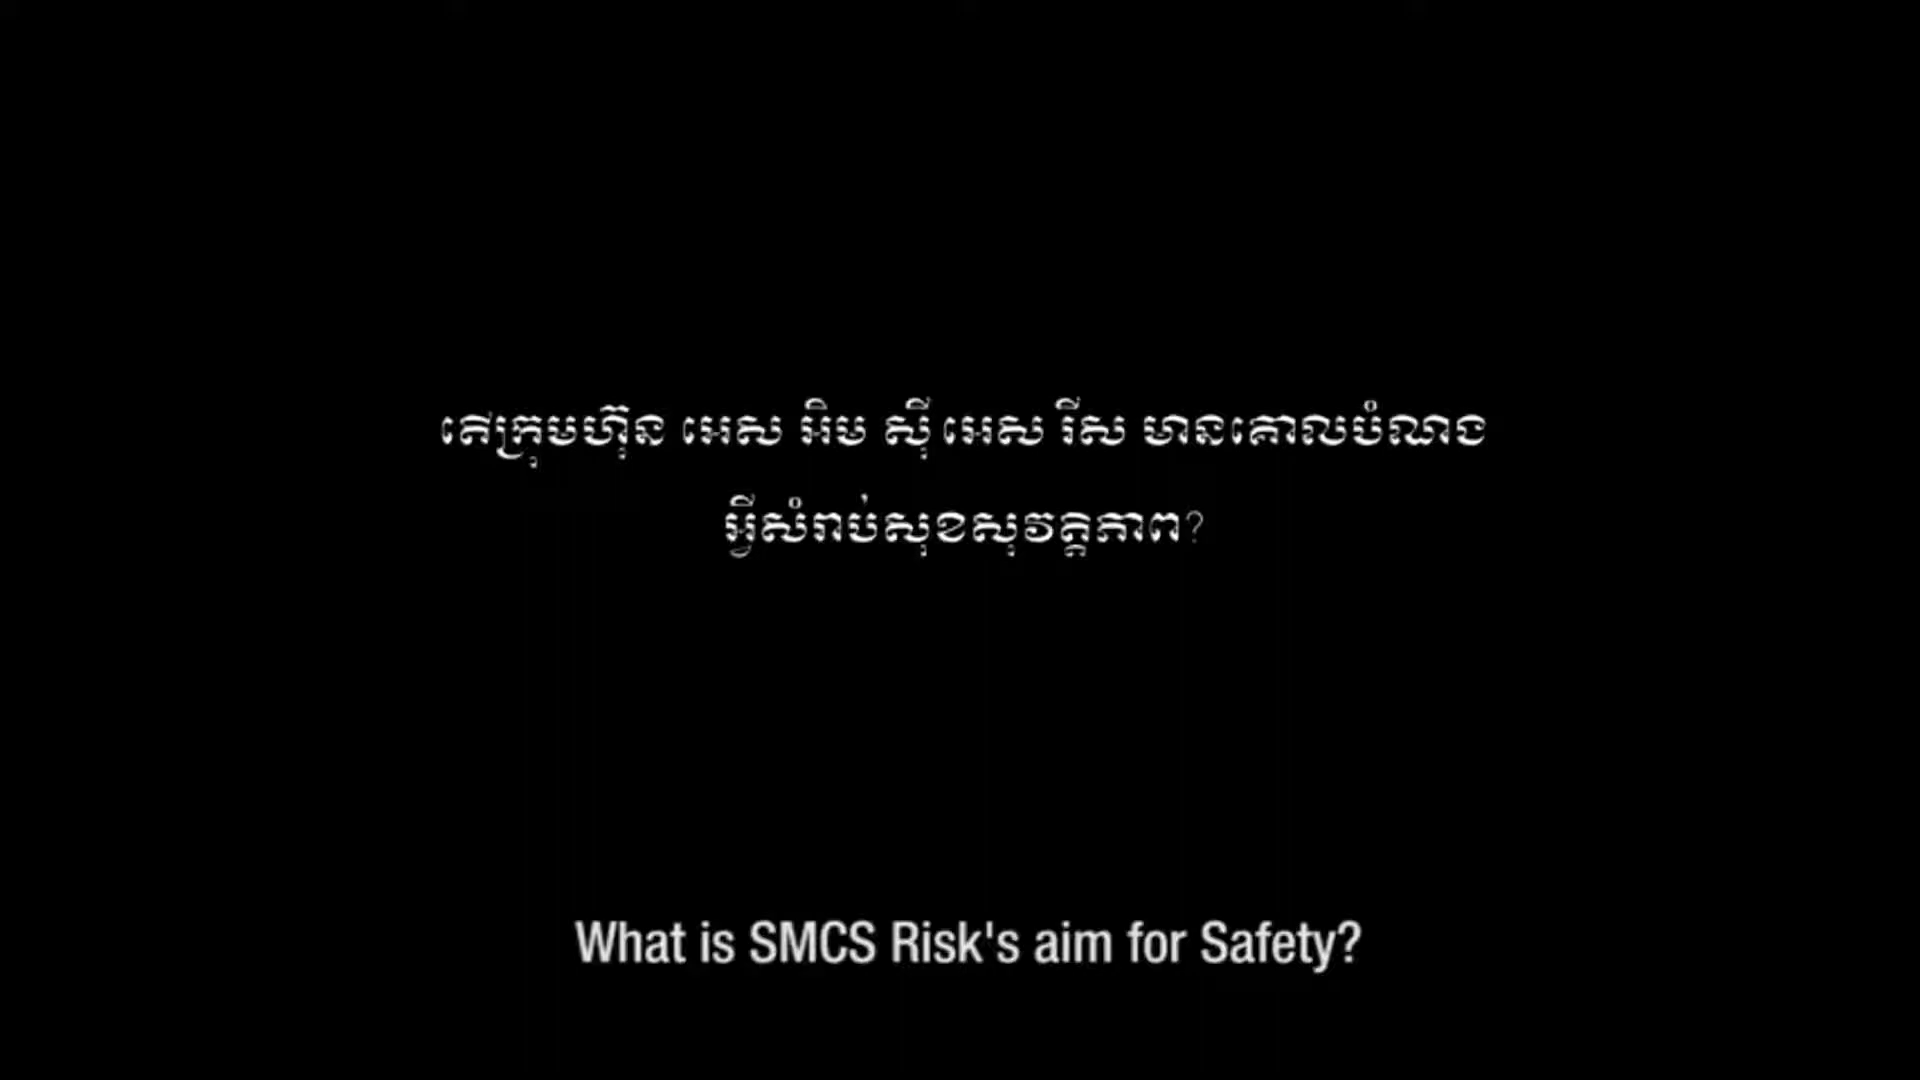 តើក្រុមហ៊ុន អេស អិម ស៊ី អេស រីស មានគោលបំណង
អ្វីសំរាប់សុខសុវត្តភាព?
What is SMCS Risk's aim for Safety?